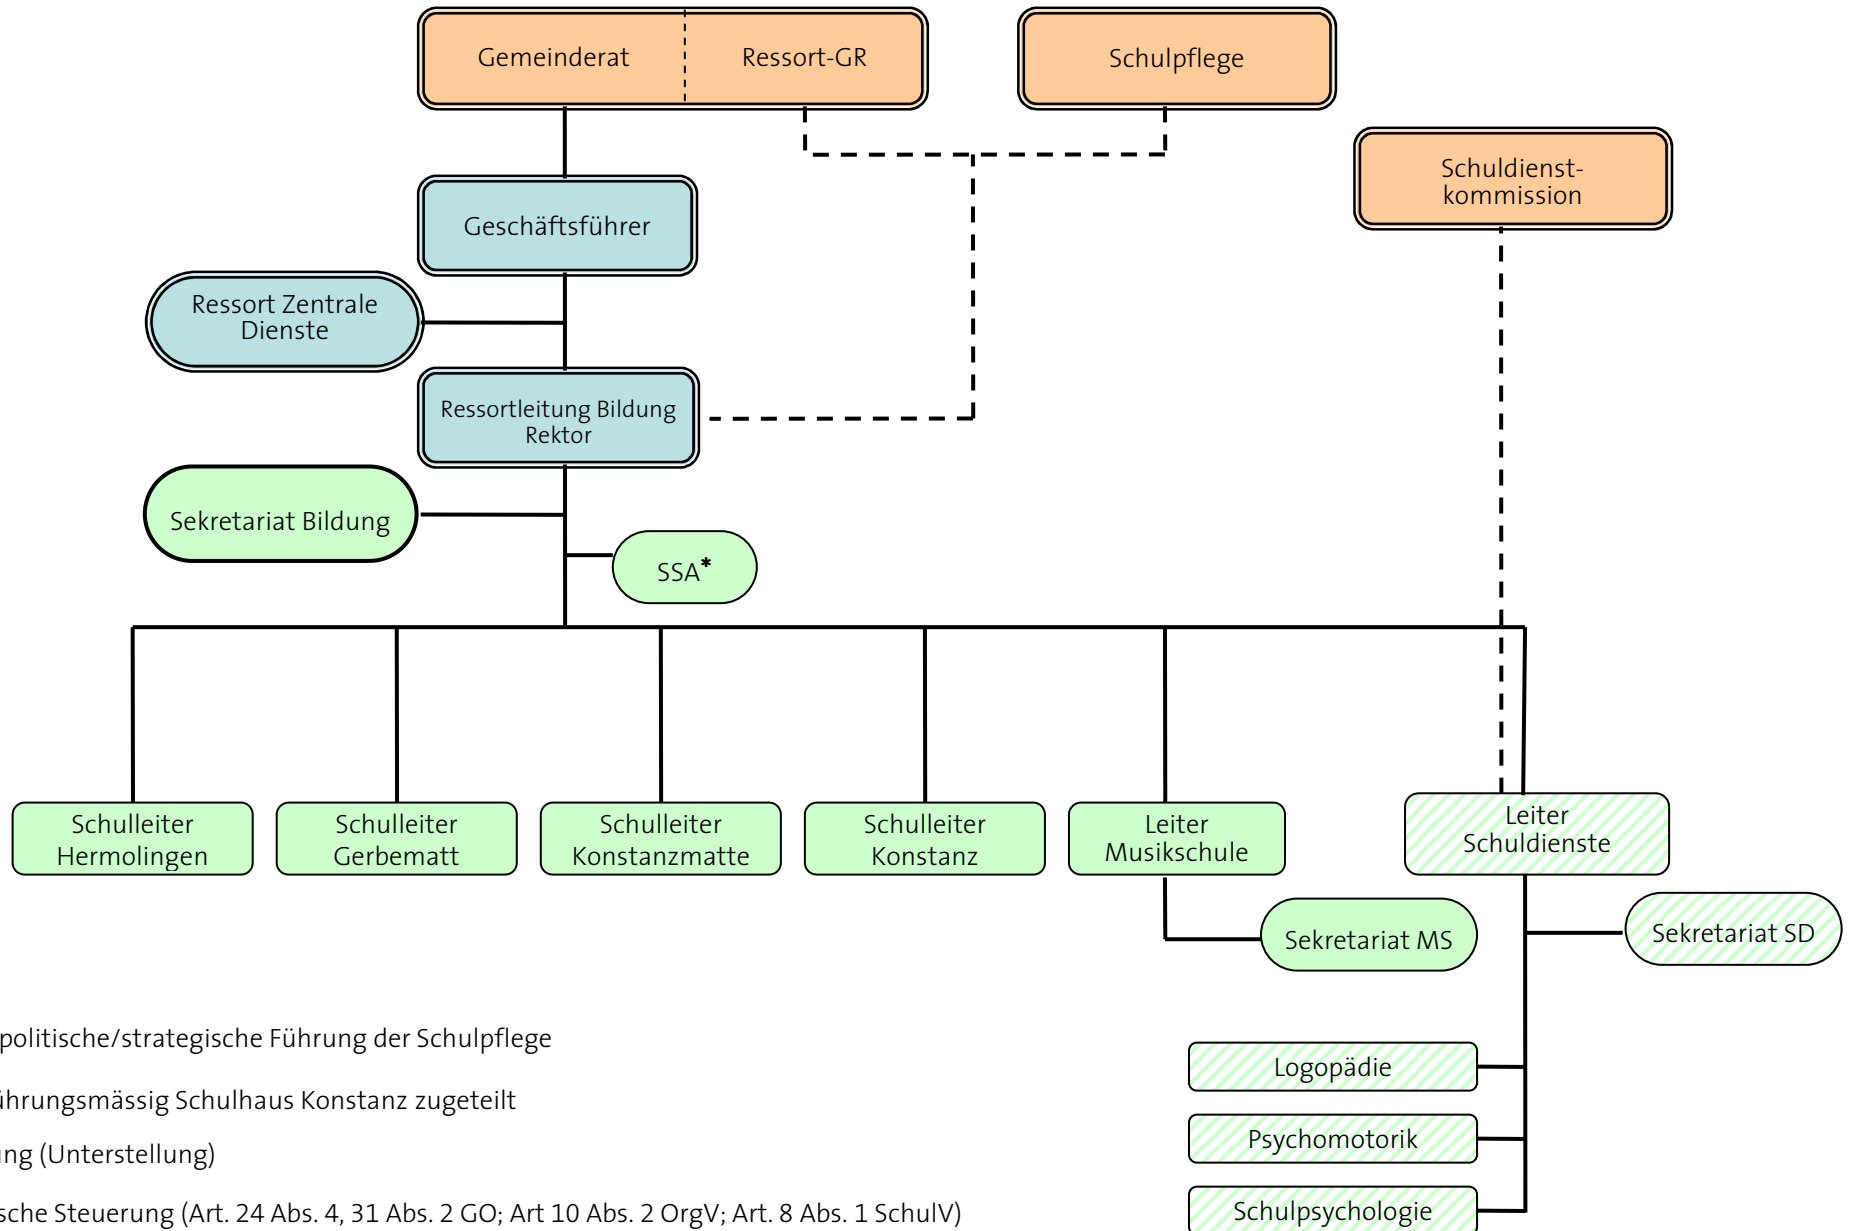 Gemeinderat
Ressort-GR
Schulpflege
Schuldienst-
kommission
Geschäftsführer
Ressort Zentrale
Dienste
Ressortleitung Bildung
Rektor
Sekretariat Bildung
SSA*
Schulleiter
Hermolingen
Schulleiter
Gerbematt
Schulleiter
Konstanzmatte
Schulleiter
Konstanz
Leiter
Musikschule
Leiter
Schuldienste
Sekretariat MS
Sekretariat SD
Logopädie
Psychomotorik
Schulpsychologie
politische/strategische Führung der Schulpflege
ührungsmässig Schulhaus Konstanz zugeteilt
ung (Unterstellung)
sche Steuerung (Art. 24 Abs. 4, 31 Abs. 2 GO; Art 10 Abs. 2 OrgV; Art. 8 Abs. 1 SchulV)